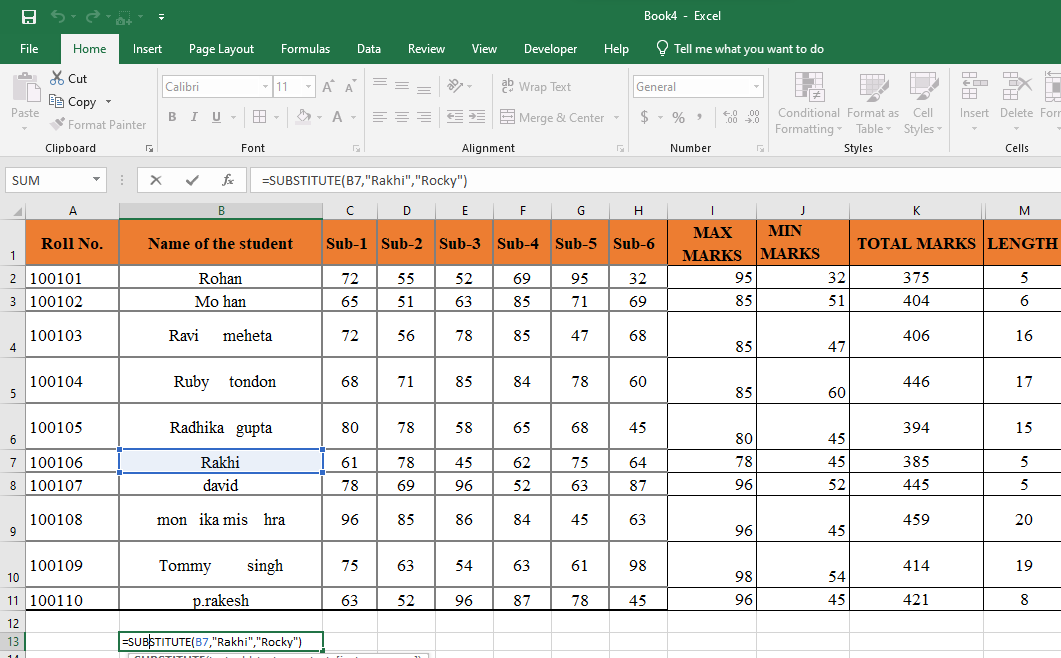 Book4 - Excel
File Home Insert Page Layout Formulas Data Review View Developer Help Tell me what you want to do
Cut
Copy
Format Painter
Paste
Calibri 11
B I U
Wrap Text
Merge & Center
General
$ % ,
Conditional Formatting
Format as Table
Cell Styles
Insert Delete
Clipboard Font Alignment Number Styles Cells
SUM fx =SUBSTITUTE(B7,"Rakhi","Rocky")
A B C D E F G H I J K M
1 Roll No. Name of the student Sub-1 Sub-2 Sub-3 Sub-4 Sub-5 Sub-6 MAX MARKS MIN MARKS TOTAL MARKS LENGTH
2 100101 Rohan 72 55 52 69 95 32 95 32 375 5
3 100102 Mo han 65 51 63 85 71 69 85 51 404 6
4 100103 Ravi meheta 72 56 78 85 47 68 85 47 406 16
5 100104 Ruby tondon 68 71 85 84 78 60 85 60 446 17
6 100105 Radhika gupta 80 78 58 65 68 45 80 45 394 15
7 100106 Rakhi 61 78 45 62 75 64 78 45 385 5
8 100107 david 78 69 96 52 63 87 96 52 445 5
9 100108 mon ika mis hra 96 85 86 84 45 63 96 45 459 20
10 100109 Tommy singh 75 63 54 63 61 98 98 54 414 19
11 100110 p.rakesh 63 52 96 87 78 45 96 45 421 8
12
13 =SUBSTITUTE(B7,"Rakhi","Rocky")